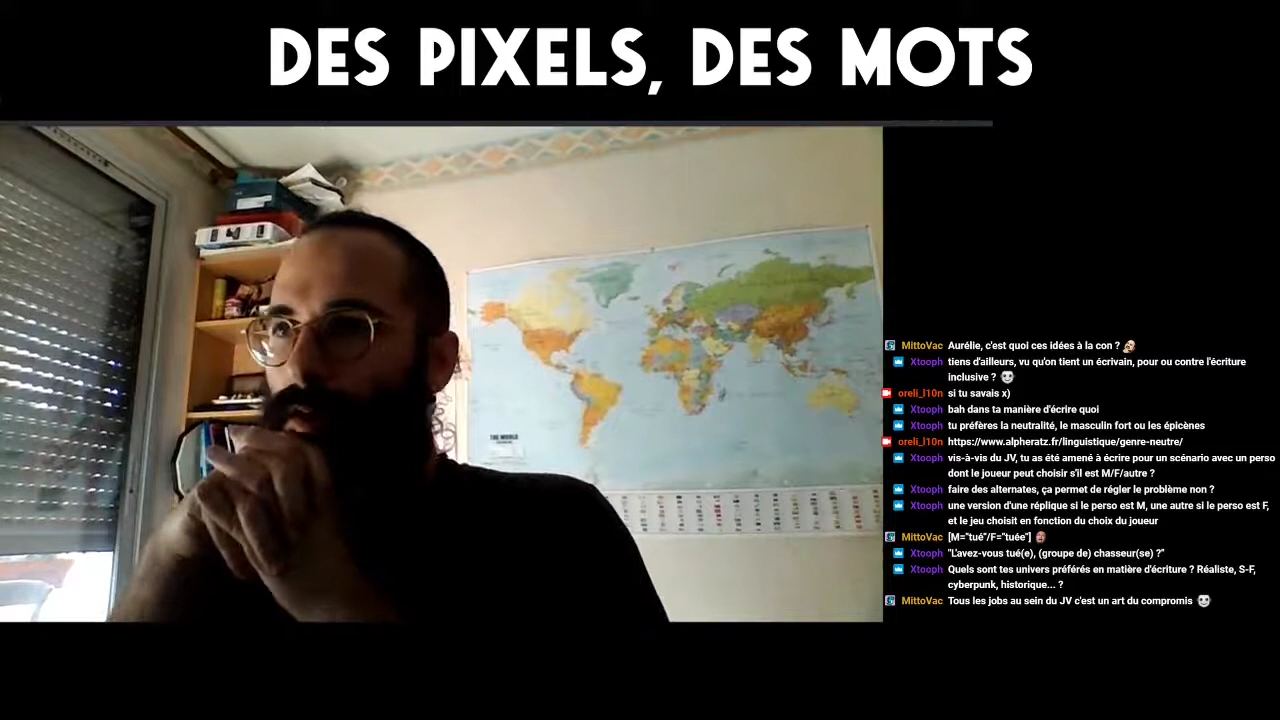 DES PIXELS, DES MOTS
THE WORLD
MittoVac Aurélie, c'est quoi ces idées à la con ?
Xtooph tiens d'ailleurs, vu qu'on tient un écrivain, pour ou contre l'écriture
inclusive ?
oreli_l10n si tu savais x)
Xtooph bah dans ta manière d'écrire quoi
Xtooph tu préfères la neutralité, le masculin fort ou les épicènes
oreli_l10n https://www.alpheratz.fr/linguistique/genre-neutre/
Xtooph vis-à-vis du JV, tu as été amené à écrire pour un scénario avec un perso
dont le joueur peut choisir s'il est M/F/autre ?
Xtooph faire des alternates, ça permet de régler le problème non ?
Xtooph une version d'une réplique si le perso est M, une autre si le perso est F,
et le jeu choisit en fonction du choix du joueur
MittoVac [M="tué"/F="tuée"]
Xtooph "L'avez-vous tué(e), (groupe de) chasseur(se) ?"
Xtooph Quels sont tes univers préférés en matière d'écriture ? Réaliste, S-F,
cyberpunk, historique... ?
MittoVac Tous les jobs au sein du JV c'est un art du compromis